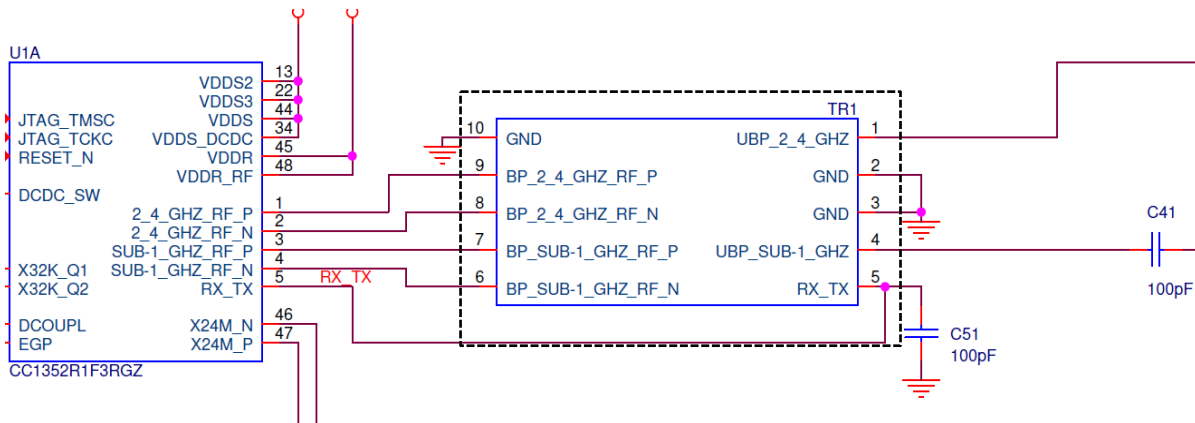 U1A
JTAG_TMSC
JTAG_TCKC
RESET_N
DCDC_SW
X32K_Q1
X32K_Q2
DCOUPL
EGP
VDDS2 13
VDDS3 22
VDDS 44
VDDS_DCDC 34
VDDR 45
VDDR_RF 48
2_4_GHZ_RF_P 1
2_4_GHZ_RF_N 2
SUB-1_GHZ_RF_P 3
SUB-1_GHZ_RF_N 4
RX_TX 5
X24M_N 46
X24M_P 47
CC1352R1F3RGZ
RX_TX
TR1
10 GND
9 BP_2_4_GHZ_RF_P
8 BP_2_4_GHZ_RF_N
7 BP_SUB-1_GHZ_RF_P
6 BP_SUB-1_GHZ_RF_N
UBP_2_4_GHZ 1
GND 2
GND 3
UBP_SUB-1_GHZ 4
RX_TX 5
C41
100pF
C51
100pF